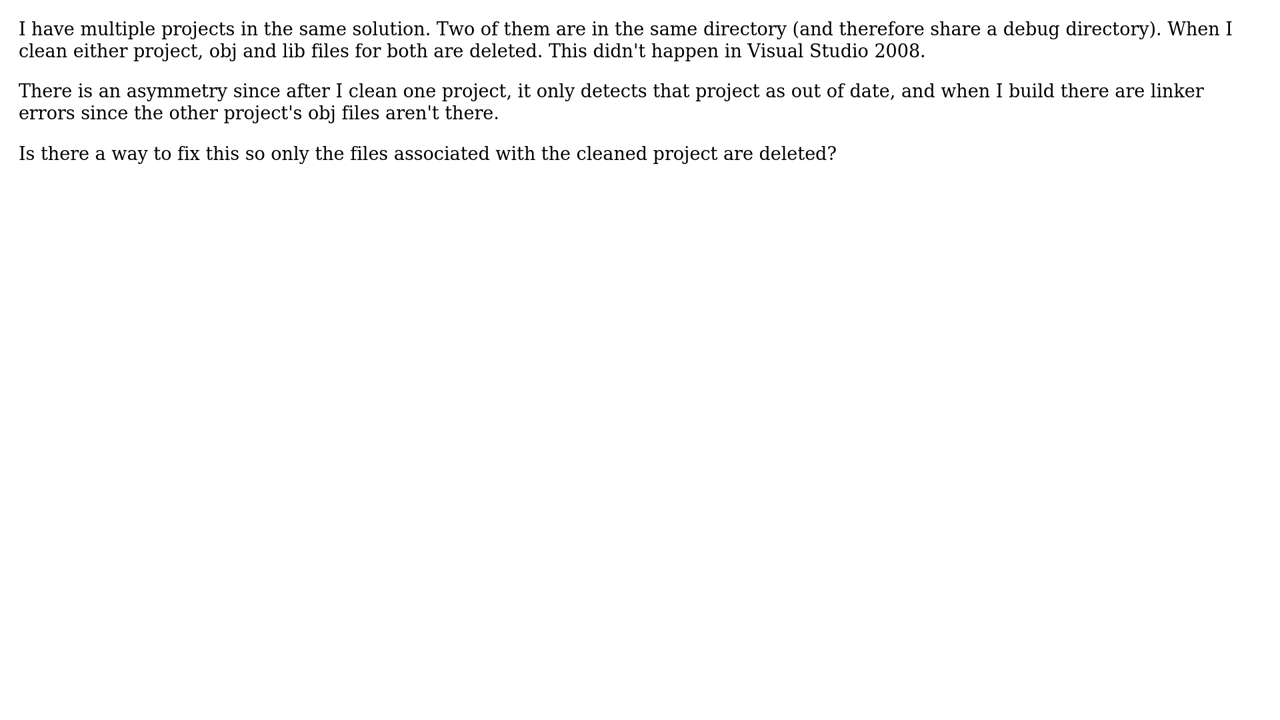 I have multiple projects in the same solution. Two of them are in the same directory (and therefore share a debug directory). When I
clean either project, obj and lib files for both are deleted. This didn't happen in Visual Studio 2008.
There is an asymmetry since after I clean one project, it only detects that project as out of date, and when I build there are linker
errors since the other project's obj files aren't there.
Is there a way to fix this so only the files associated with the cleaned project are deleted?